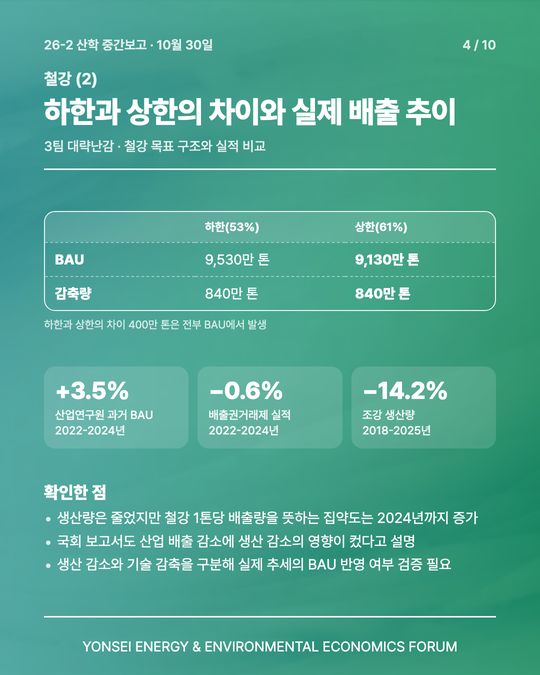 26-2 산학 중간보고 · 10월 30일
4 / 10
철강 (2)
하한과 상한의 차이와 실제 배출 추이
3팀 대략난감 · 철강 목표 구조와 실적 비교
하한(53%) 상한(61%)
BAU 9,530만 톤 9,130만 톤
감축량 840만 톤 840만 톤
하한과 상한의 차이 400만 톤은 전부 BAU에서 발생
+3.5%
산업연구원 과거 BAU
2022-2024년
−0.6%
배출권거래제 실적
2022-2024년
−14.2%
조강 생산량
2018-2025년
확인한 점
• 생산량은 줄었지만 철강 1톤당 배출량을 뜻하는 집약도는 2024년까지 증가
• 국회 보고서도 산업 배출 감소에 생산 감소의 영향이 컸다고 설명
• 생산 감소와 기술 감축을 구분해 실제 추세의 BAU 반영 여부 검증 필요
YONSEI ENERGY & ENVIRONMENTAL ECONOMICS FORUM